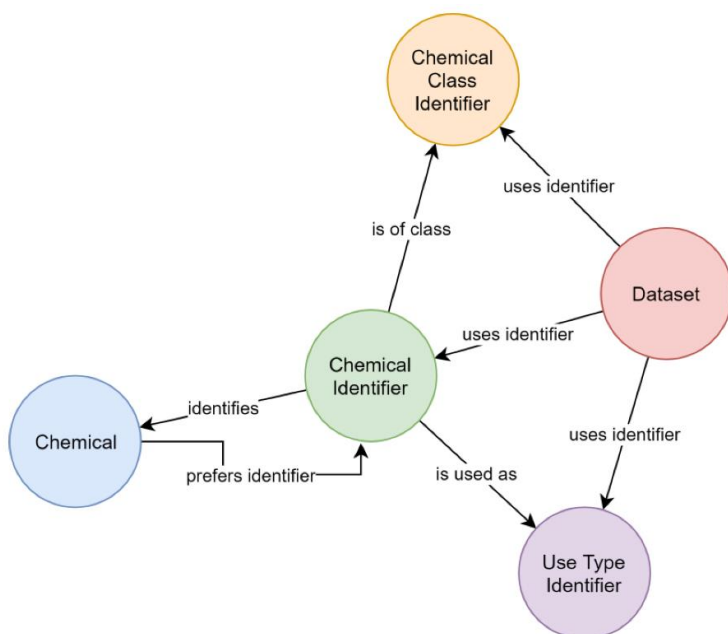 Chemical
Class
Identifier
uses identifier
is of class
Dataset
uses identifier
Chemical
Identifier
identifies
Chemical
uses identifier
prefers identifier
is used as
Use Type
Identifier